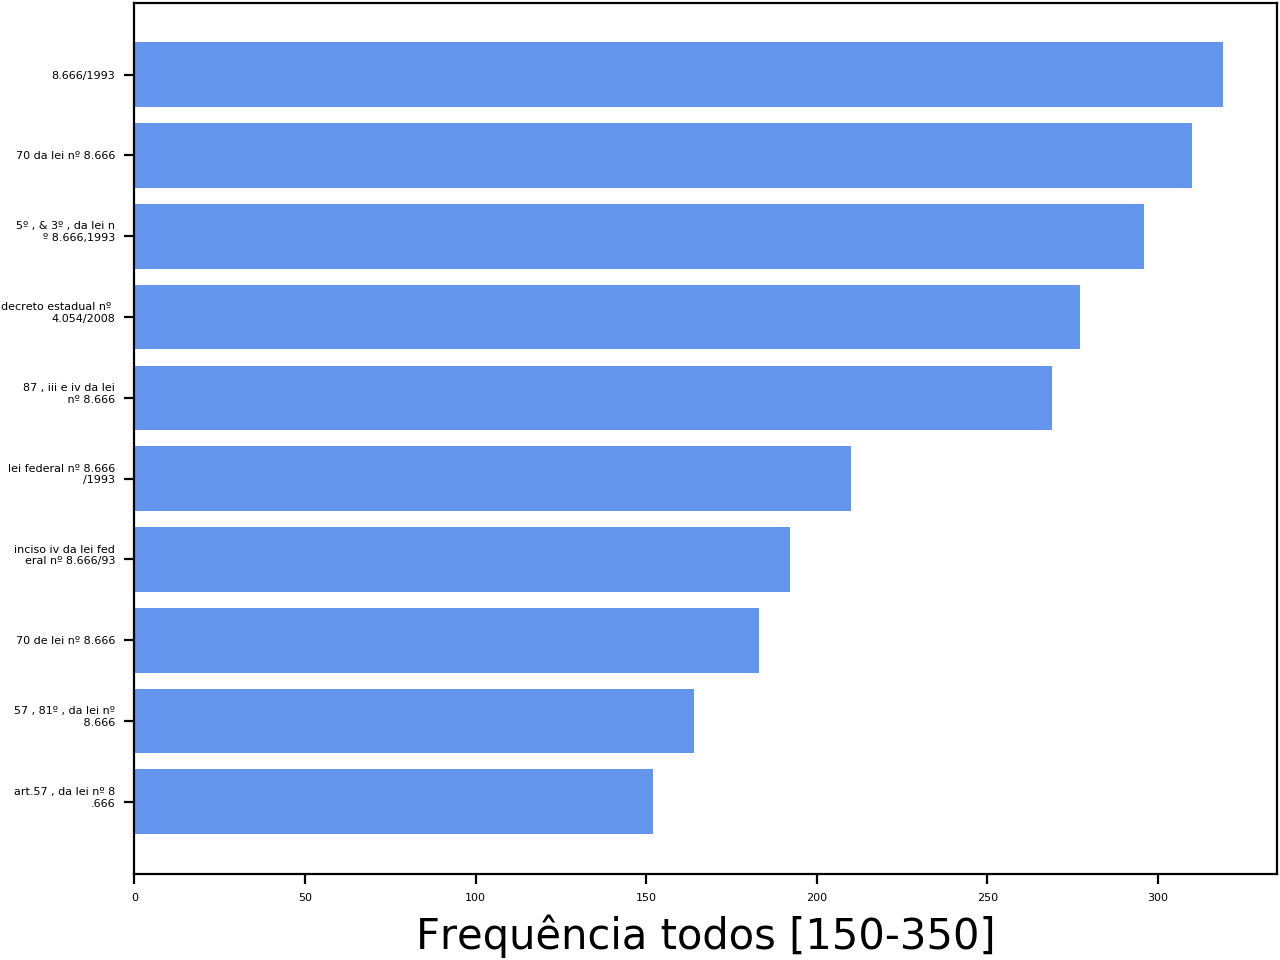 8.666/1993
70 da lei nº 8.666
5º , & 3º , da lei n
º 8.666,1993
decreto estadual nº
4.054/2008
87 , iii e iv da lei
nº 8.666
lei federal nº 8.666
/1993
inciso iv da lei fed
eral nº 8.666/93
70 de lei nº 8.666
57 , 81º , da lei nº
8.666
art.57 , da lei nº 8
.666
0 50 100 150 200 250 300
Frequência todos [150-350]